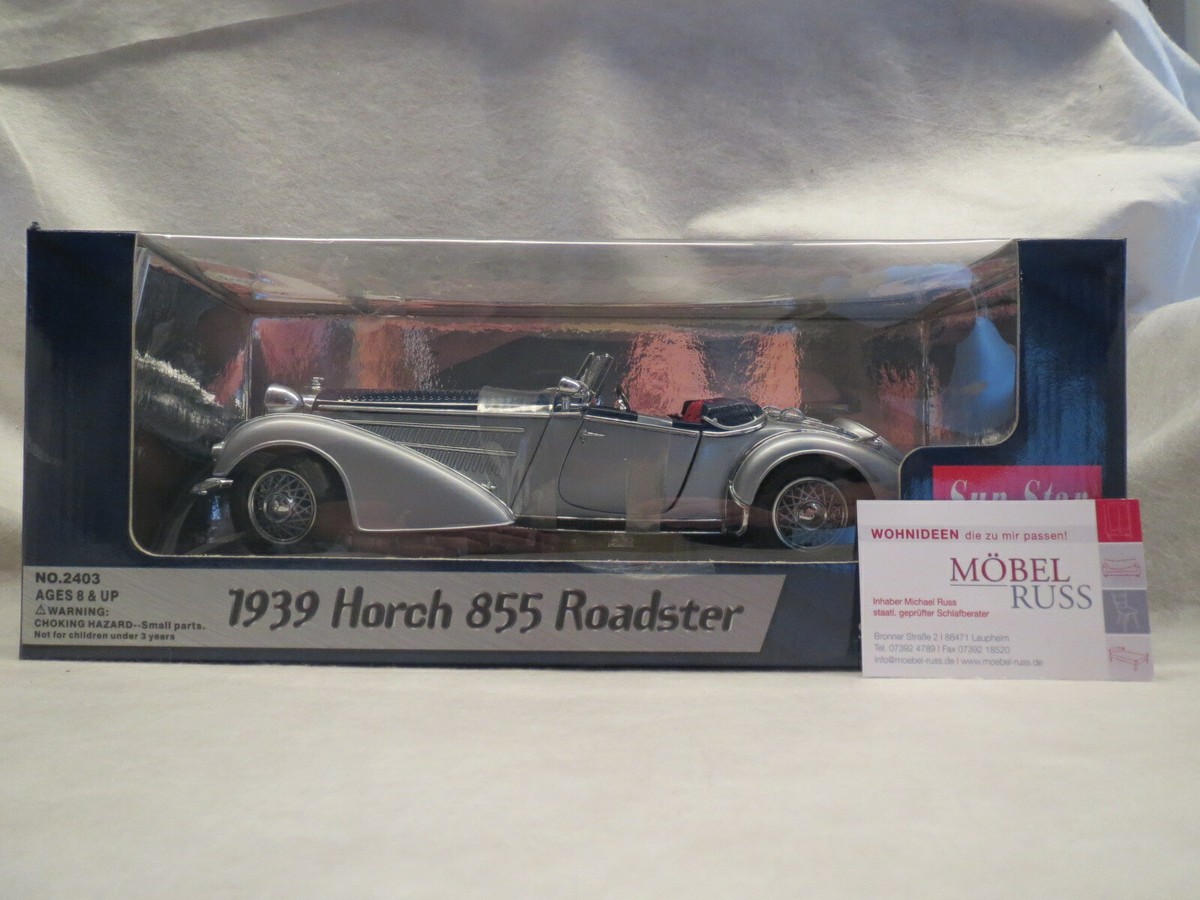 Sun Star
NO.2403
AGES 8 & UP
⚠WARNING:
CHOKING HAZARD--Small parts.
Not for children under 3 years
1939 Horch 855 Roadster
WOHNIDEEN die zu mir passen!
MÖBEL
RUSS
Inhaber Michael Russ
staatl. geprüfter Schlafberater
Bronner Straße 2 I 88471 Laupheim
Tel. 07392 4789 I Fax 07392 18520
info@moebel-russ.de I www.moebel-russ.de